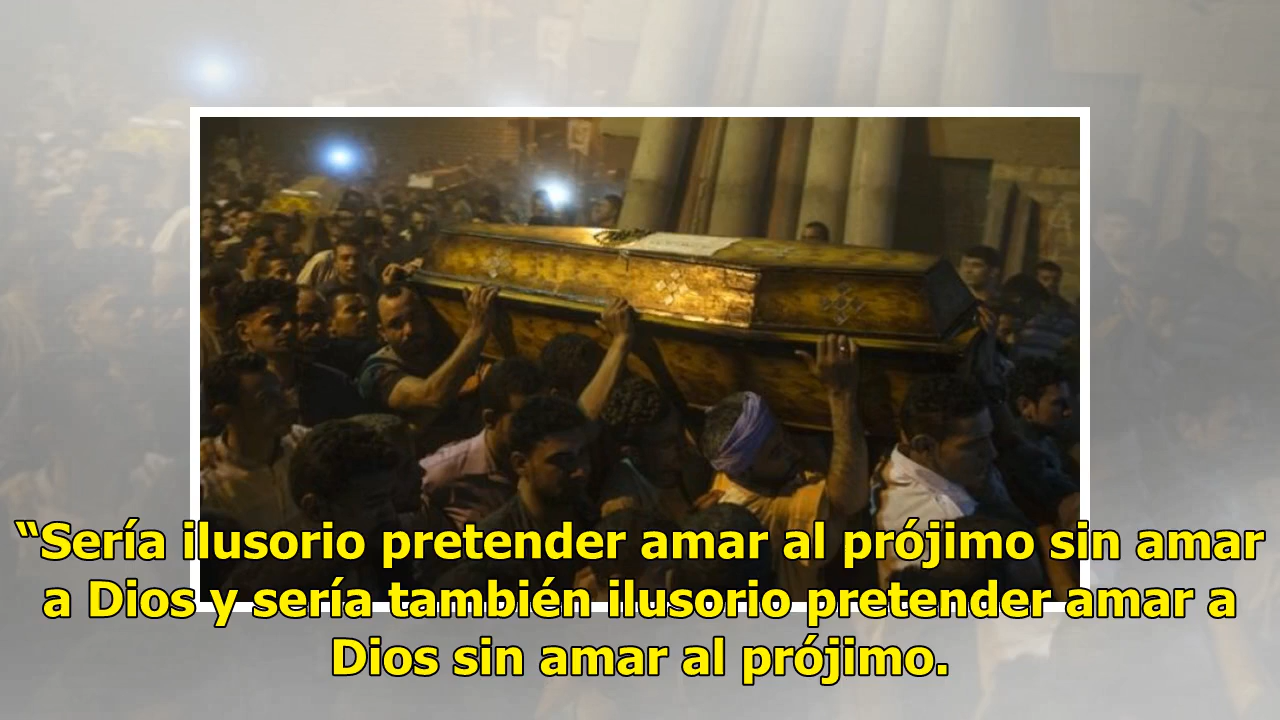 “Sería ilusorio pretender amar al prójimo sin amar
a Dios y sería también ilusorio pretender amar a
Dios sin amar al prójimo.